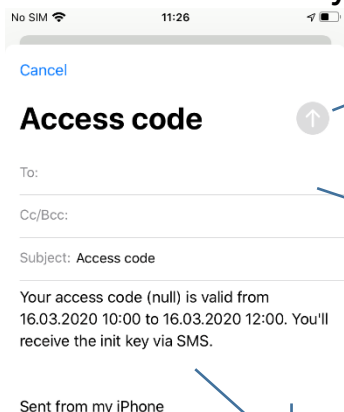 No SIM 11:26
Cancel
Access code
To:
Cc/Bcc:
Subject: Access code
Your access code (null) is valid from
16.03.2020 10:00 to 16.03.2020 12:00. You'll
receive the init key via SMS.
Sent from my iPhone